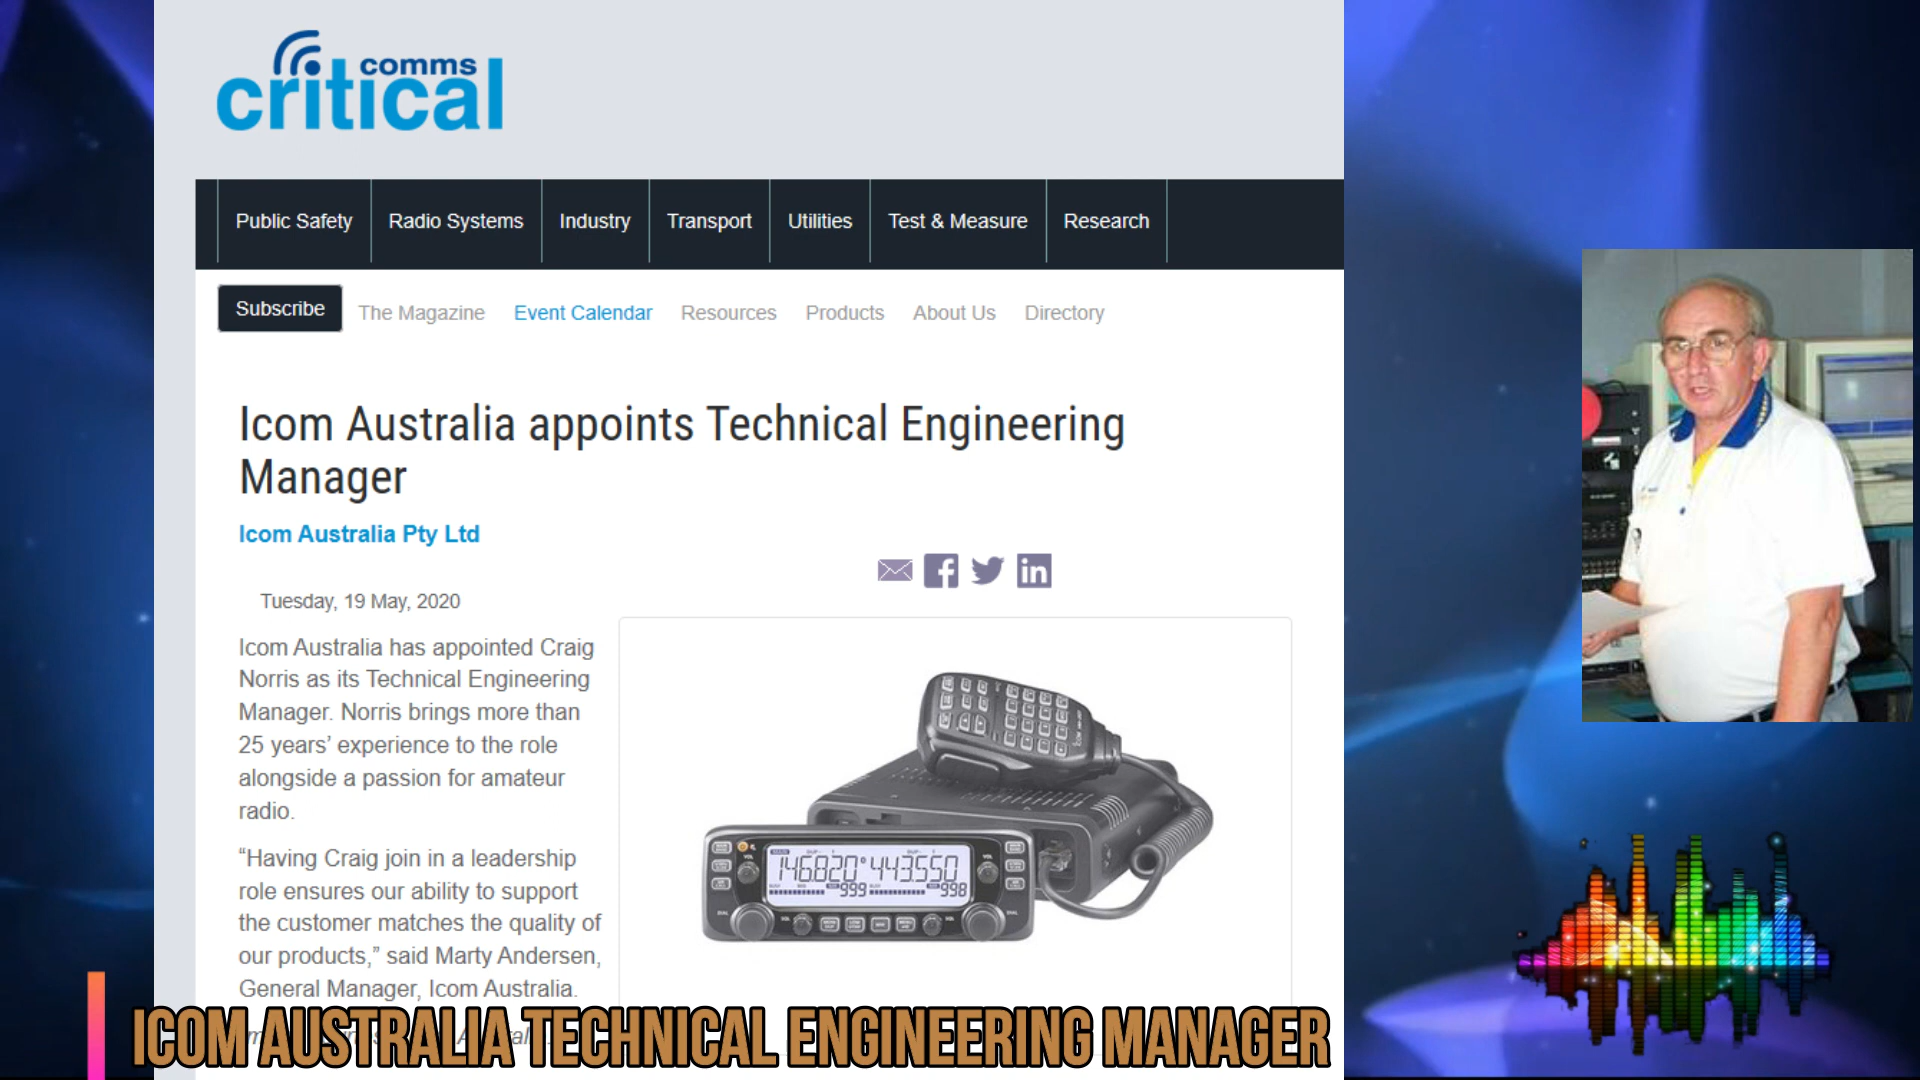 comms
critical
Public Safety
Radio Systems
Industry
Transport
Utilities
Test & Measure
Research
Subscribe
The Magazine
Event Calendar
Resources
Products
About Us
Directory
Icom Australia appoints Technical Engineering
Manager
Icom Australia Pty Ltd
Tuesday, 19 May, 2020
Icom Australia has appointed Craig
Norris as its Technical Engineering
Manager. Norris brings more than
25 years’ experience to the role
alongside a passion for amateur
radio.
“Having Craig join in a leadership
role ensures our ability to support
the customer matches the quality of
our products,” said Marty Andersen,
General Manager, Icom Australia.
146.820 443.550
999 998
ICOM AUSTRALIA TECHNICAL ENGINEERING MANAGER